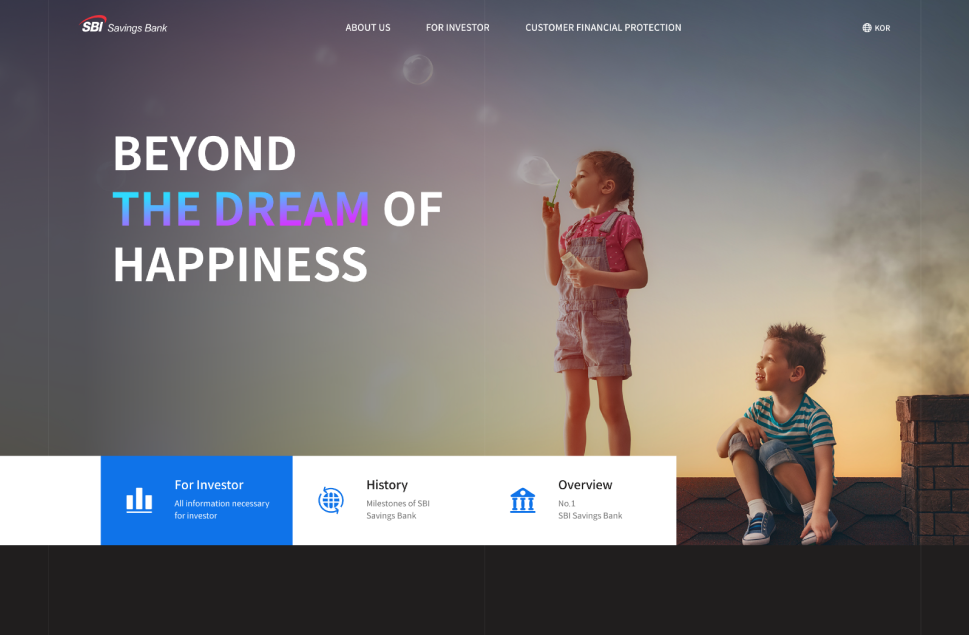 SBI Savings Bank
ABOUT US
FOR INVESTOR
CUSTOMER FINANCIAL PROTECTION
KOR
BEYOND
THE DREAM OF
HAPPINESS
For Investor
All information necessary
for investor
History
Milestones of SBI
Savings Bank
Overview
No.1
SBI Savings Bank